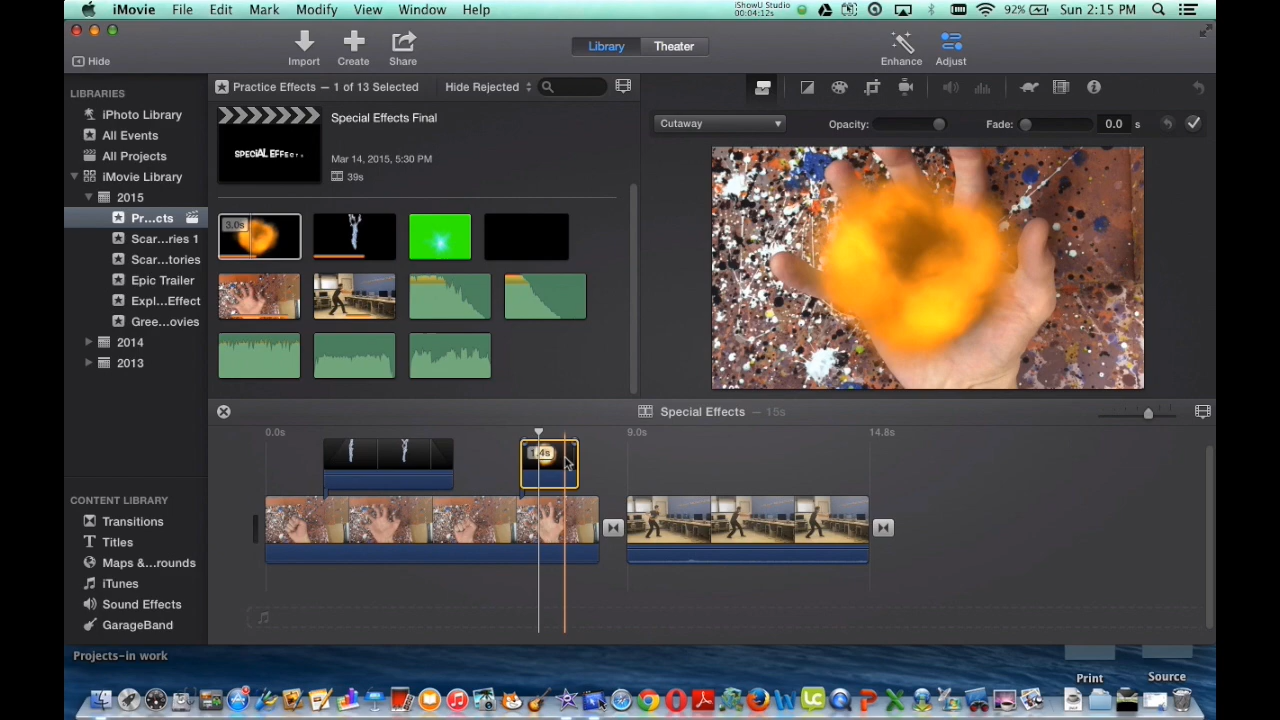 iMovie File Edit Mark Modify View Window Help iShowU Studio 00:04:12s 92% Sun 2:15 PM
Hide Import Create Share Library Theater Enhance Adjust
LIBRARIES
iPhoto Library
All Events
All Projects
iMovie Library
2015
Pr...cts
Scar...ries 1
Scar...tories
Epic Trailer
Expl...Effect
Gree...ovies
2014
2013
CONTENT LIBRARY
Transitions
Titles
Maps &...rounds
iTunes
Sound Effects
GarageBand
Practice Effects — 1 of 13 Selected Hide Rejected
Special Effects Final
Mar 14, 2015, 5:30 PM
39s
3.0s
Cutaway Opacity: Fade: 0.0 s
Special Effects — 15s
0.0s 9.0s 14.8s
1.4s
Projects-in work
Print Source